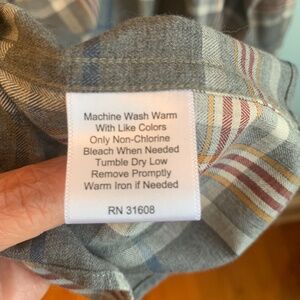 Machine Wash Warm
With Like Colors
Only Non-Chlorine
Bleach When Needed
Tumble Dry Low
Remove Promptly
Warm Iron if Needed
RN 31608